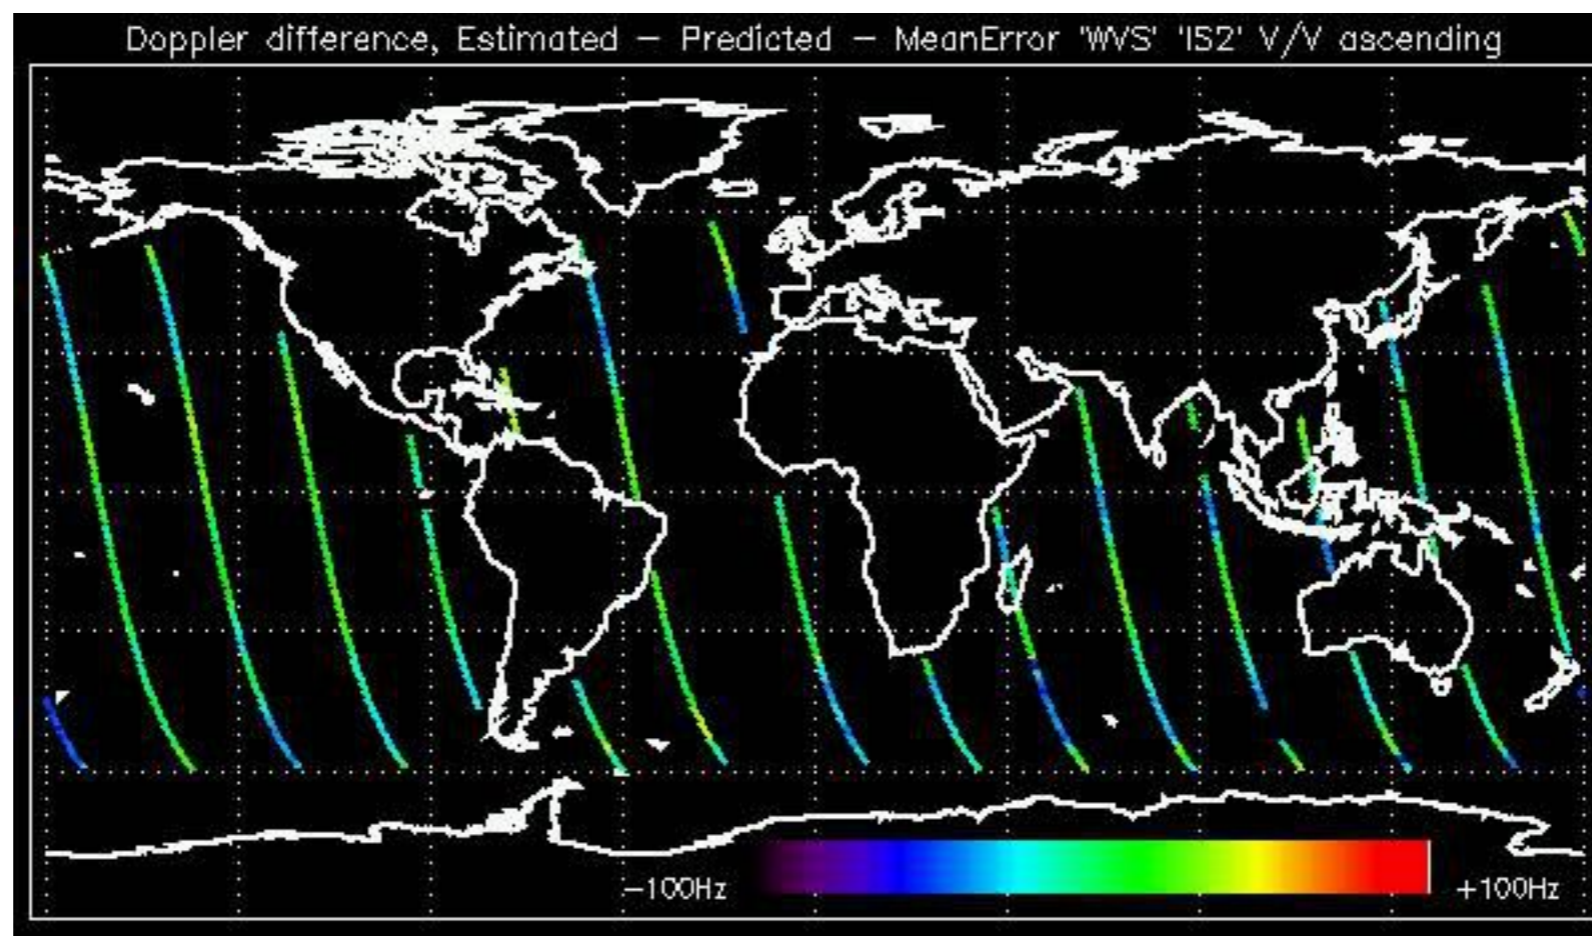 Doppler difference, Estimated – Predicted – MeanError 'WVS' 'IS2' V/V ascending
–100Hz
+100Hz